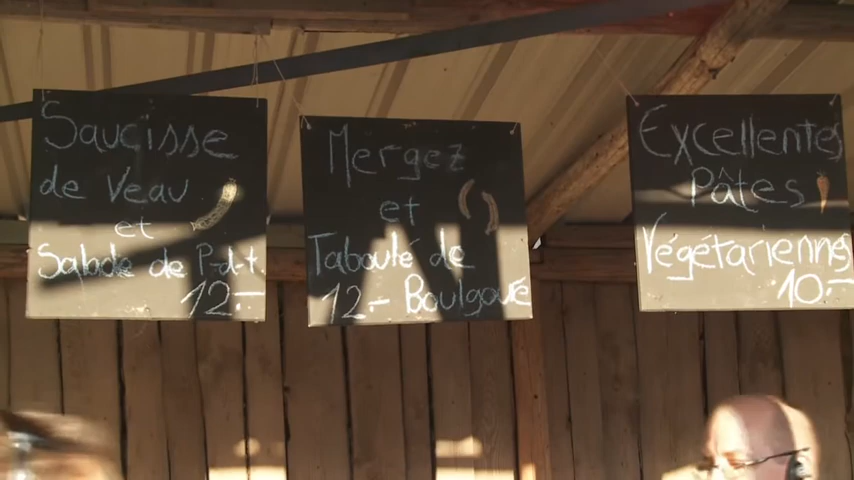 Saucisse
de Veau
et
Salade de P-d-t.
12.-
Mergez
et
Taboulé de
12.- Boulgour
Excellentes
Pâtes
Végétariennes
10.-